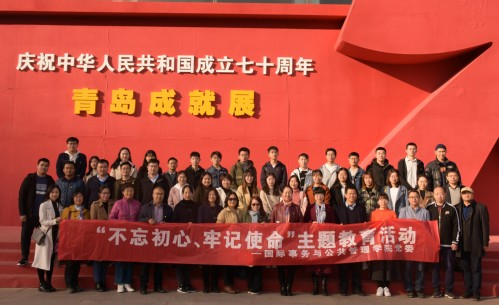 庆祝中华人民共和国成立七十周年
青岛成就展
“不忘初心、牢记使命”主题教育活动
——国际事务与公共管理学院党委